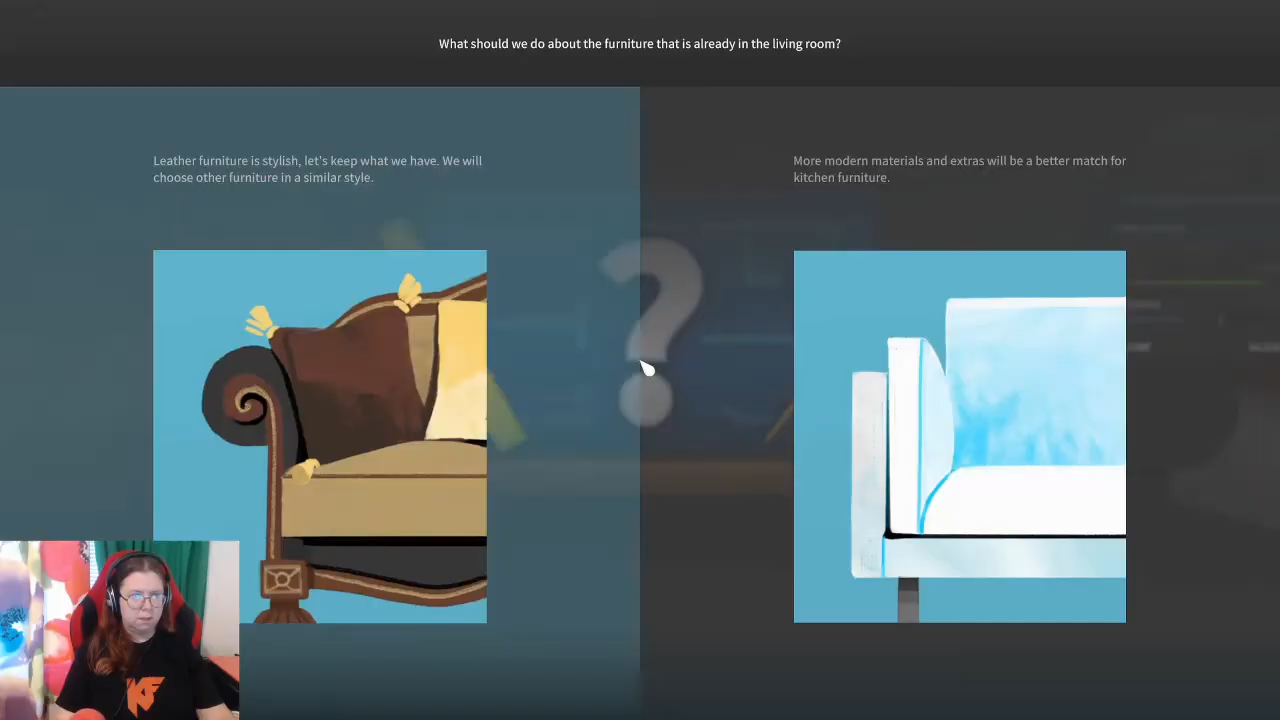 What should we do about the furniture that is already in the living room?
Leather furniture is stylish, let's keep what we have. We will
choose other furniture in a similar style.
More modern materials and extras will be a better match for
kitchen furniture.
?
KF